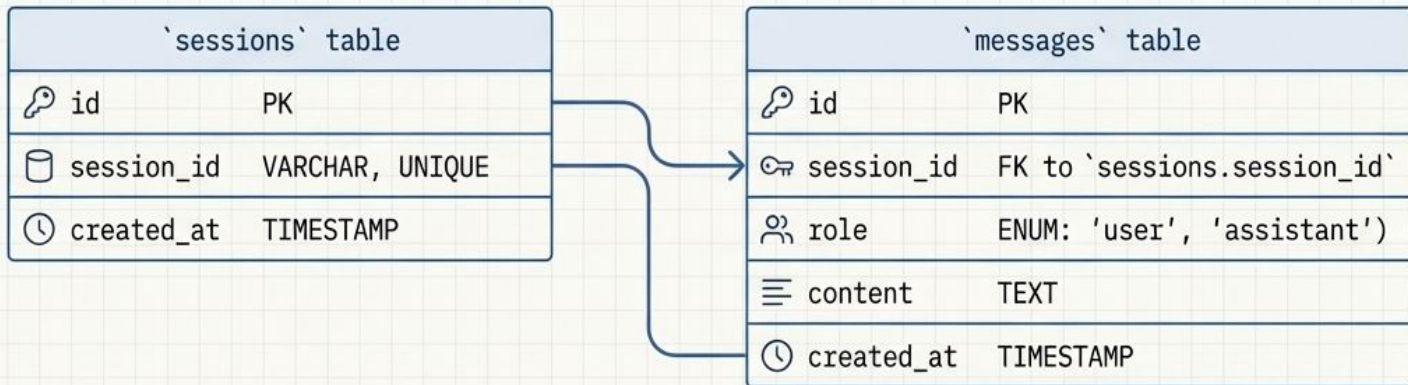 `sessions` table
id PK
session_id VARCHAR, UNIQUE
created_at TIMESTAMP
`messages` table
id PK
session_id FK to `sessions.session_id`
role ENUM: 'user', 'assistant')
content TEXT
created_at TIMESTAMP